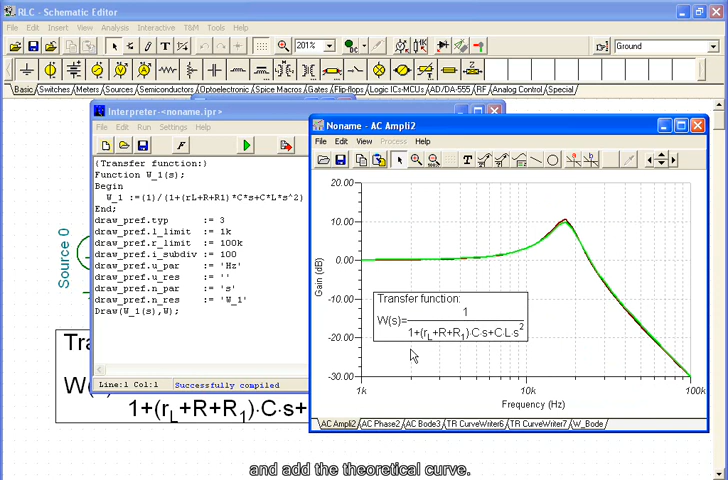 RLC - Schematic Editor
File Edit Insert View Analysis Interactive T&M Tools Help
201% DC Ground
Basic Switches Meters Sources Semiconductors Optoelectronic Spice Macros Gates Flip-flops Logic ICs-MCUs AD/DA-555 RF Analog Control Special
Interpreter-<noname.ipr>
File Edit Run Settings Help
F
{Transfer function:}
Function W_1(s);
Begin
W_1 :=(1)/(1+(rL+R+R1)*C*s+C*L*s^2)
End;
draw_pref.typ := 3
draw_pref.l_limit := 1k
draw_pref.r_limit := 100k
draw_pref.i_subdiv := 100
draw_pref.u_par := 'Hz'
draw_pref.u_res := ''
draw_pref.n_par := 's'
draw_pref.n_res := 'W_1'
Draw(W_1(s),W);
Line:1 Col:1 Successfully compiled
Source 0
Tra
W(
1+(rL+R+R1)·C·s+
Noname - AC Ampli2
File Edit View Process Help
T a b
20.00
10.00
0.00
-10.00
-20.00
-30.00
Gain (dB)
Transfer function:
W(s)=
1
1+(rL+R+R1)·C·s+C·L·s2
1k 10k 100k
Frequency (Hz)
AC Ampli2 AC Phase2 AC Bode3 TR CurveWriter6 TR CurveWriter7 W_Bode
and add the theoretical curve.